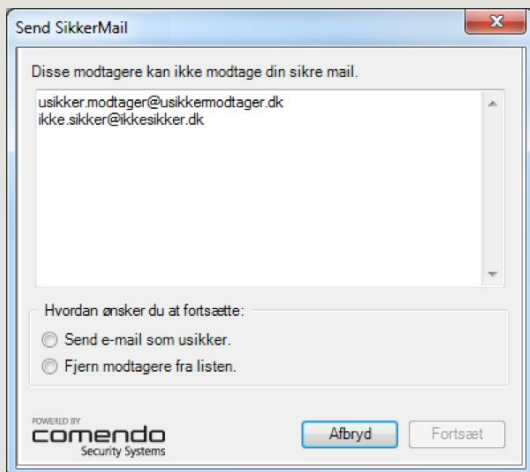 Send SikkerMail
Disse modtagere kan ikke modtage din sikre mail.
usikker.modtager@usikkermodtager.dk
ikke.sikker@ikkesikker.dk
Hvordan ønsker du at fortsætte:
Send e-mail som usikker.
Fjern modtagere fra listen.
POWERED BY
comendo
Security Systems
Afbryd
Fortsæt